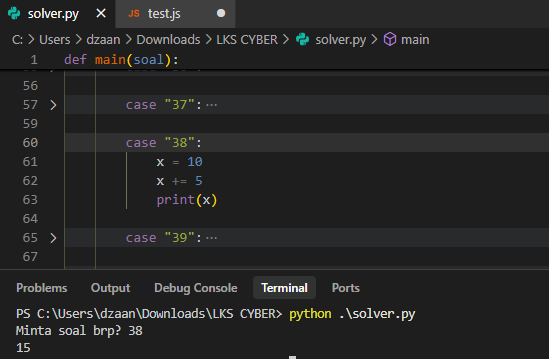 solver.py × JS test.js ●
C: > Users > dzaan > Downloads > LKS CYBER > solver.py > main
1 def main(soal):
56
57 > case "37":⋯
59
60 case "38":
61 x = 10
62 x += 5
63 print(x)
64
65 > case "39":⋯
67
Problems Output Debug Console Terminal Ports
PS C:\Users\dzaan\Downloads\LKS CYBER> python .\solver.py
Minta soal brp? 38
15